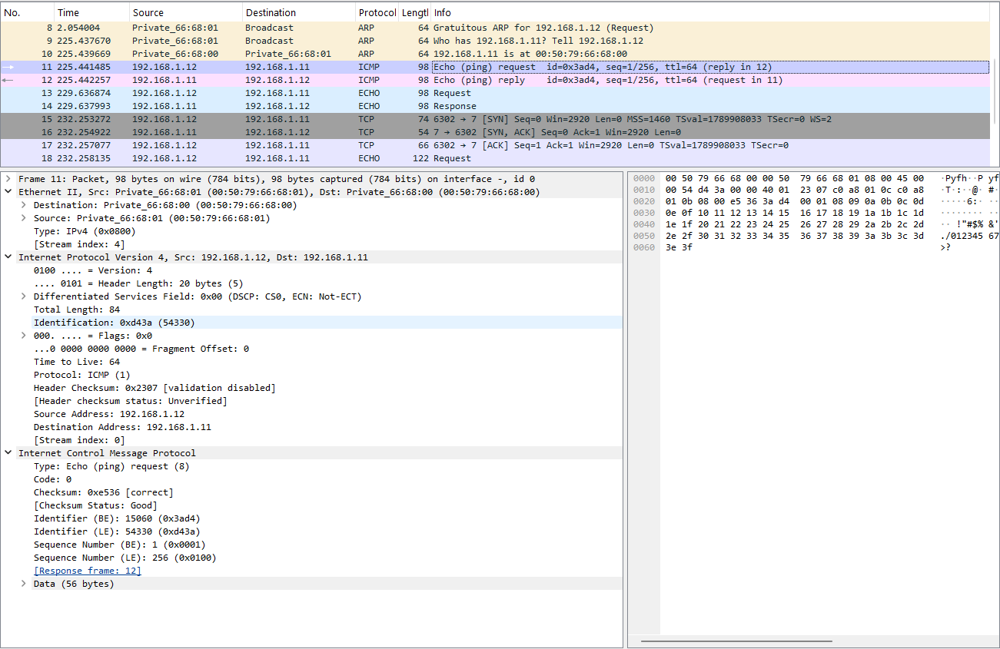 No. Time Source Destination Protocol Lengtl Info
8 2.054004 Private_66:68:01 Broadcast ARP 64 Gratuitous ARP for 192.168.1.12 (Request)
9 225.437670 Private_66:68:01 Broadcast ARP 64 Who has 192.168.1.11? Tell 192.168.1.12
10 225.439669 Private_66:68:00 Private_66:68:01 ARP 64 192.168.1.11 is at 00:50:79:66:68:00
11 225.441485 192.168.1.12 192.168.1.11 ICMP 98 Echo (ping) request id=0x3ad4, seq=1/256, ttl=64 (reply in 12)
12 225.442257 192.168.1.11 192.168.1.12 ICMP 98 Echo (ping) reply id=0x3ad4, seq=1/256, ttl=64 (request in 11)
13 229.636874 192.168.1.12 192.168.1.11 ECHO 98 Request
14 229.637993 192.168.1.11 192.168.1.12 ECHO 98 Response
15 232.253272 192.168.1.12 192.168.1.11 TCP 74 6302 → 7 [SYN] Seq=0 Win=2920 Len=0 MSS=1460 TSval=1789908033 TSecr=0 WS=2
16 232.254922 192.168.1.11 192.168.1.12 TCP 54 7 → 6302 [SYN, ACK] Seq=0 Ack=1 Win=2920 Len=0
17 232.257077 192.168.1.12 192.168.1.11 TCP 66 6302 → 7 [ACK] Seq=1 Ack=1 Win=2920 Len=0 TSval=1789908033 TSecr=0
18 232.258135 192.168.1.12 192.168.1.11 ECHO 122 Request
Frame 11: Packet, 98 bytes on wire (784 bits), 98 bytes captured (784 bits) on interface -, id 0
Ethernet II, Src: Private_66:68:01 (00:50:79:66:68:01), Dst: Private_66:68:00 (00:50:79:66:68:00)
Destination: Private_66:68:00 (00:50:79:66:68:00)
Source: Private_66:68:01 (00:50:79:66:68:01)
Type: IPv4 (0x0800)
[Stream index: 4]
Internet Protocol Version 4, Src: 192.168.1.12, Dst: 192.168.1.11
0100 .... = Version: 4
.... 0101 = Header Length: 20 bytes (5)
Differentiated Services Field: 0x00 (DSCP: CS0, ECN: Not-ECT)
Total Length: 84
Identification: 0xd43a (54330)
000. .... = Flags: 0x0
...0 0000 0000 0000 = Fragment Offset: 0
Time to Live: 64
Protocol: ICMP (1)
Header Checksum: 0x2307 [validation disabled]
[Header checksum status: Unverified]
Source Address: 192.168.1.12
Destination Address: 192.168.1.11
[Stream index: 0]
Internet Control Message Protocol
Type: Echo (ping) request (8)
Code: 0
Checksum: 0xe536 [correct]
[Checksum Status: Good]
Identifier (BE): 15060 (0x3ad4)
Identifier (LE): 54330 (0xd43a)
Sequence Number (BE): 1 (0x0001)
Sequence Number (LE): 256 (0x0100)
[Response frame: 12]
Data (56 bytes)
0000 00 50 79 66 68 00 00 50 79 66 68 01 08 00 45 00 ·Pyfh··P yf
0010 00 54 d4 3a 00 00 40 01 23 07 c0 a8 01 0c c0 a8 ·T·:··@· #·
0020 01 0b 08 00 e5 36 3a d4 00 01 08 09 0a 0b 0c 0d ·····6:· ··
0030 0e 0f 10 11 12 13 14 15 16 17 18 19 1a 1b 1c 1d ········ ··
0040 1e 1f 20 21 22 23 24 25 26 27 28 29 2a 2b 2c 2d ·· !"#$% &'
0050 2e 2f 30 31 32 33 34 35 36 37 38 39 3a 3b 3c 3d ./012345 67
0060 3e 3f >?